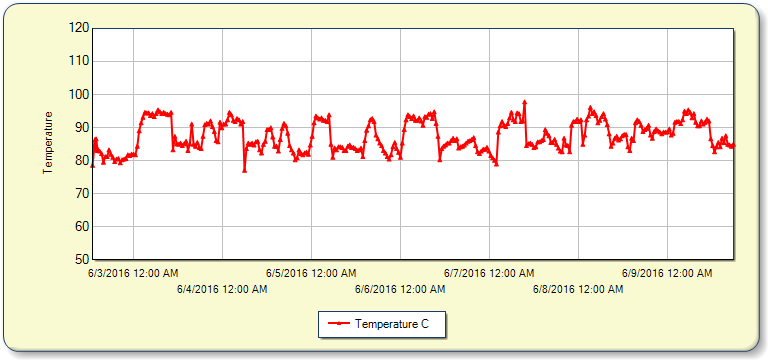 120
110
100
90
80
70
60
50
Temperature
6/3/2016 12:00 AM
6/4/2016 12:00 AM
6/5/2016 12:00 AM
6/6/2016 12:00 AM
6/7/2016 12:00 AM
6/8/2016 12:00 AM
6/9/2016 12:00 AM
Temperature C